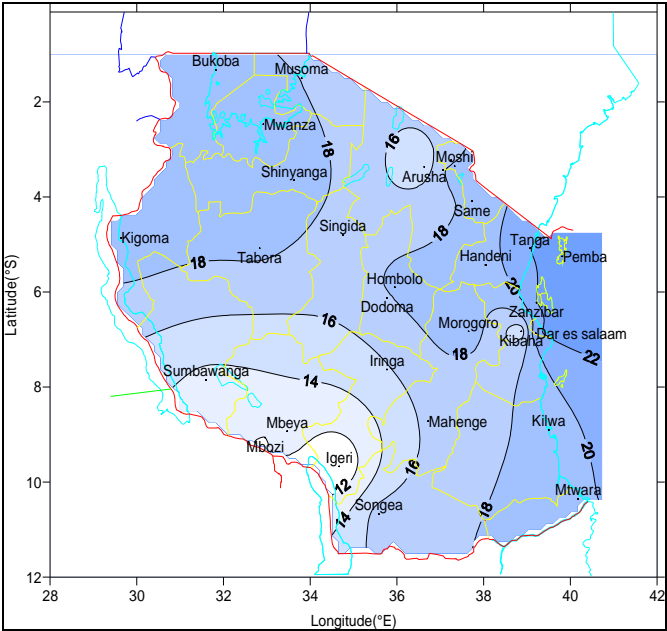 Bukoba
Musoma
2
Mwanza
18
16
Moshi
Shinyanga
Arusha
4
Same
Singida
18
Kigoma
Tanga
18
Tabora
Handeni
Pemba
Hombolo
20
6
Dodoma
Zanzibar
16
Morogoro
Dar es salaam
Kibaha
18
22
Iringa
Sumbawanga
14
8
Mbeya
Mahenge
Kilwa
Mbozi
20
Igeri
16
12
10
Mtwara
Songea
18
14
12
28 30 32 34 36 38 40 42
Latitude(°S)
Longitude(°E)